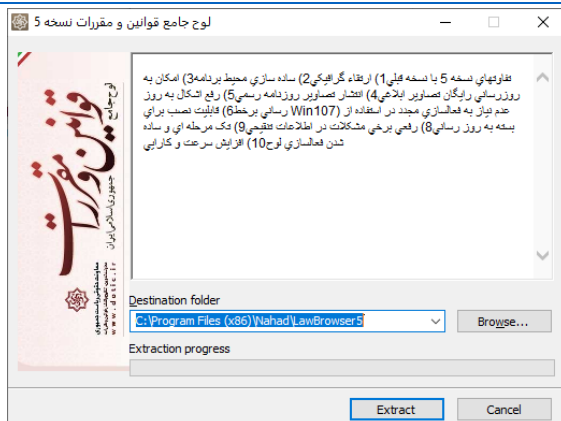 لوح جامع قوانین و مقررات نسخه 5
لوح جامع
قوانین و مقررات
جمهوری اسلامی ایران
www.dotic.ir
تفاوتهاي نسخه 5 با نسخه قبلي1) ارتقاء گرافيكي2) ساده سازي محيط برنامه3) امكان به
روزرساني رايگان تصاوير ابلاغي4) انتشار تصاوير روزنامه رسمي5) رفع اشكال به روز
رساني برخط6) قابليت نصب براي Win107) عدم نياز به فعالسازي مجدد در استفاده از
بسته به روز رساني8) رفعي برخي مشكلات در اطلاعات تنقيحي9) تک مرحله اي و ساده
شدن فعالسازي لوح10) افزايش سرعت و كارايي
Destination folder
C:\Program Files (x86)\Nahad\LawBrowser5
Browse...
Extraction progress
Extract
Cancel